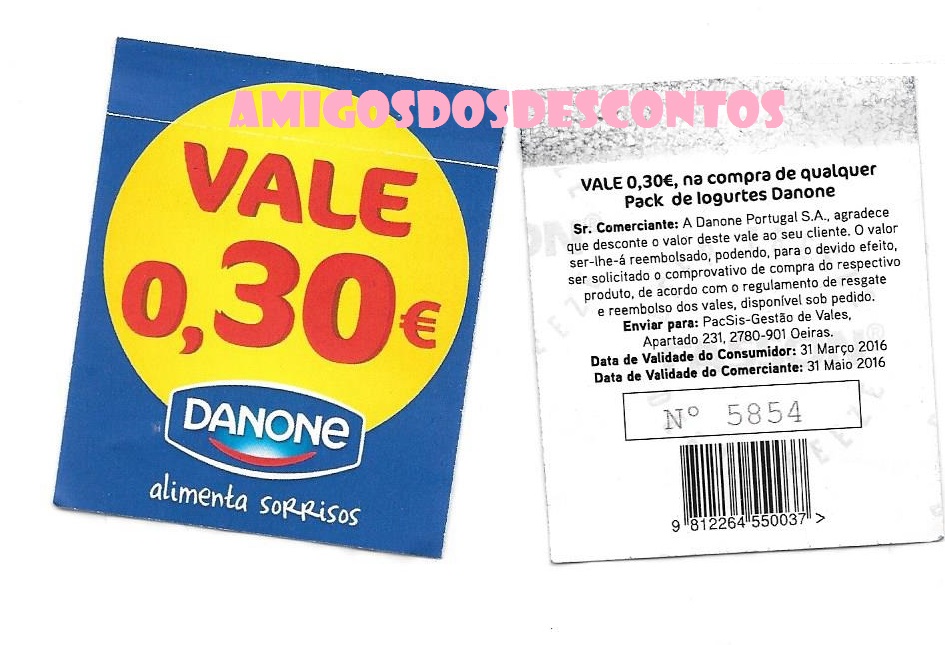 AMIGOSDOSDESCONTOS
VALE
0,30€
DANONE
alimenta sorrisos
VALE 0,30€, na compra de qualquer
Pack de Iogurtes Danone
Sr. Comerciante: A Danone Portugal S.A., agradece
que desconte o valor deste vale ao seu cliente. O valor
ser-lhe-á reembolsado, podendo, para o devido efeito,
ser solicitado o comprovativo de compra do respectivo
produto, de acordo com o regulamento de resgate
e reembolso dos vales, disponível sob pedido.
Enviar para: PacSis-Gestão de Vales,
Apartado 231, 2780-901 Oeiras.
Data de Validade do Consumidor: 31 Março 2016
Data de Validade do Comerciante: 31 Maio 2016
Nº 5854
9 812264 550037 >